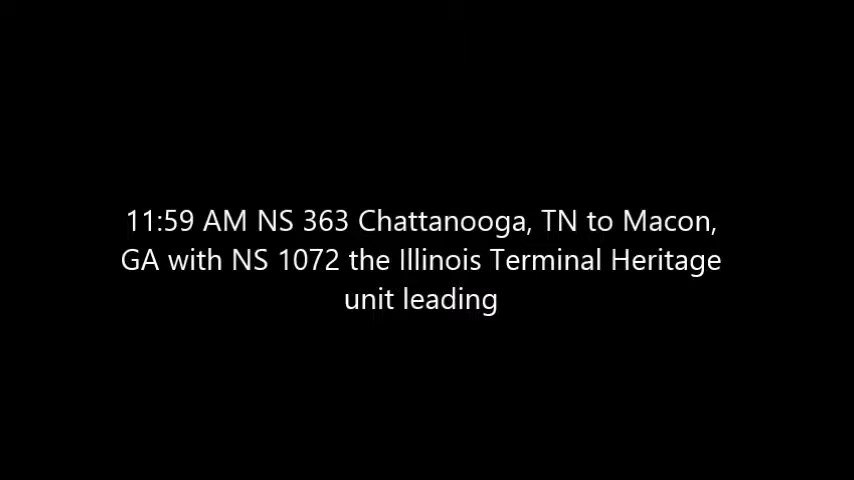 11:59 AM NS 363 Chattanooga, TN to Macon,
GA with NS 1072 the Illinois Terminal Heritage
unit leading